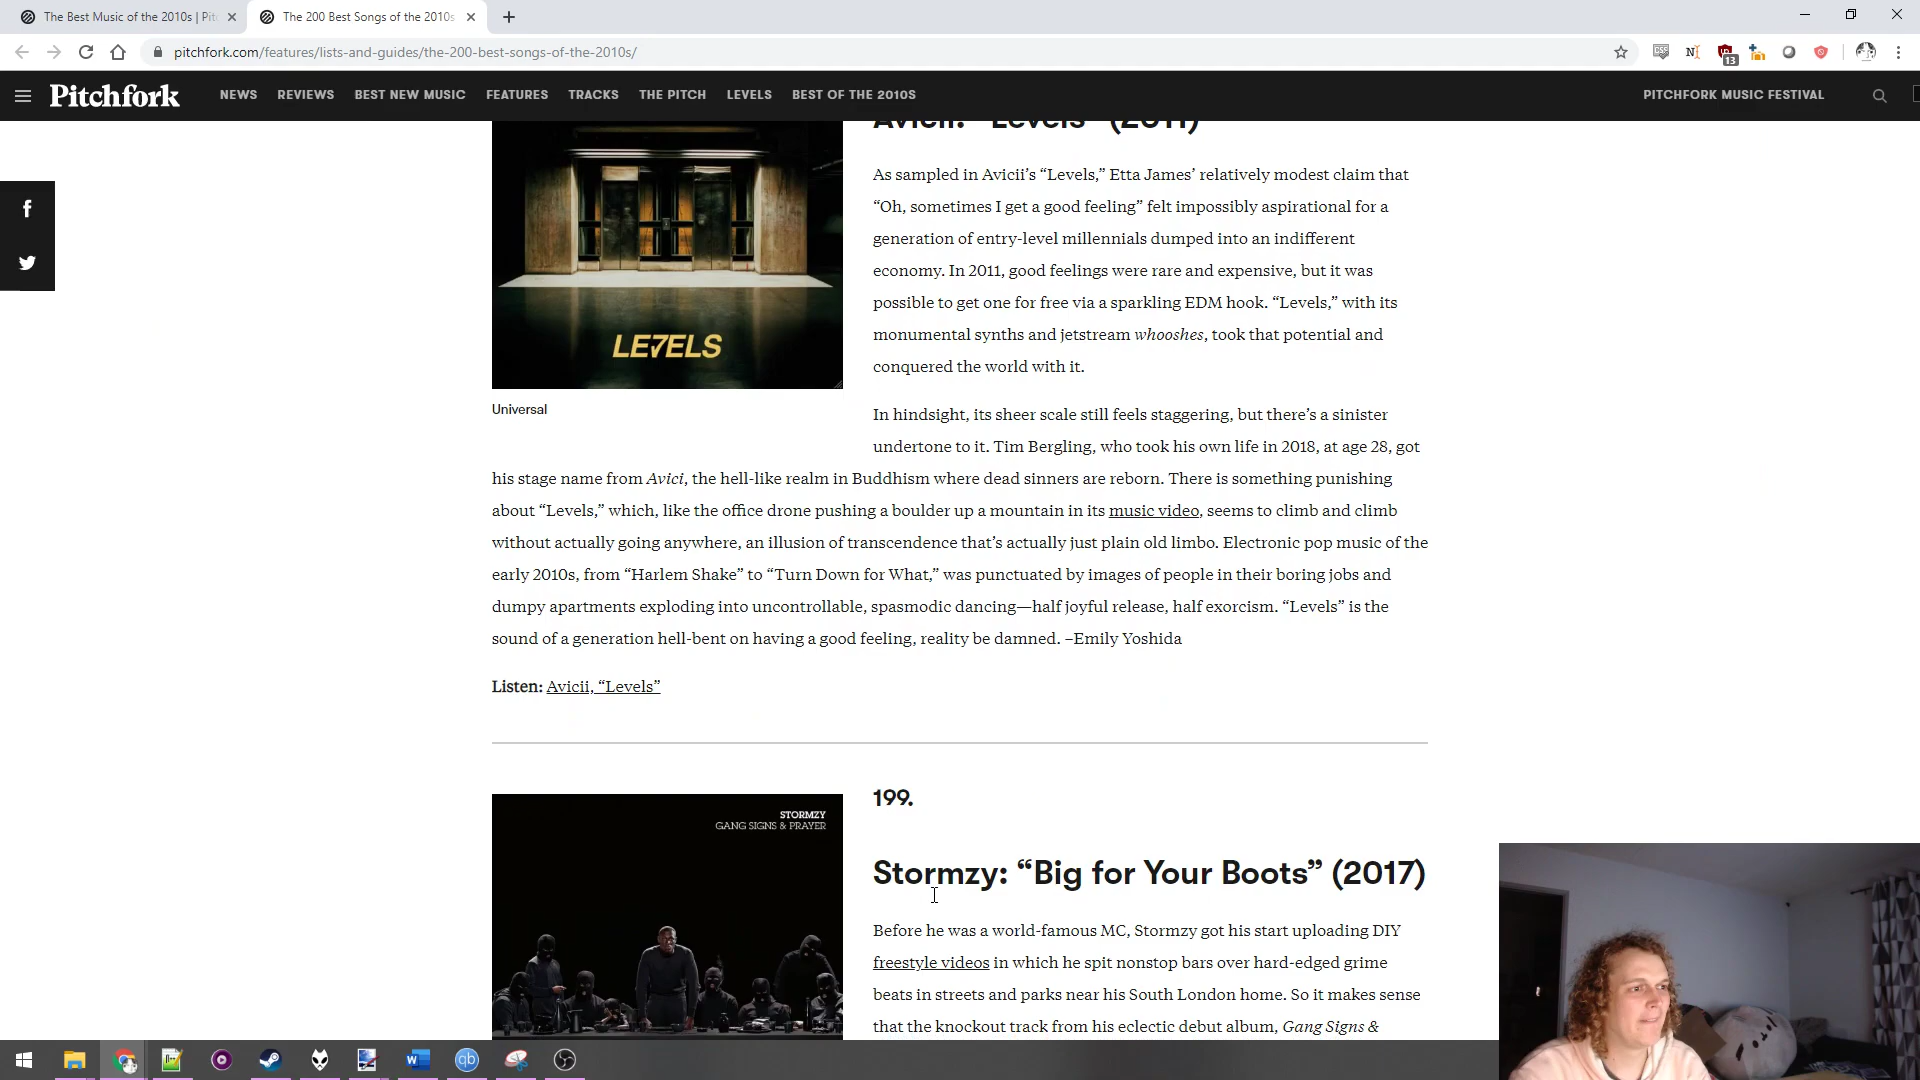 The Best Music of the 2010s | Pit
The 200 Best Songs of the 2010s
pitchfork.com/features/lists-and-guides/the-200-best-songs-of-the-2010s/
13
Pitchfork
NEWS
REVIEWS
BEST NEW MUSIC
FEATURES
TRACKS
THE PITCH
LEVELS
BEST OF THE 2010S
PITCHFORK MUSIC FESTIVAL
Avicii: “Levels” (2011)
As sampled in Avicii’s “Levels,” Etta James’ relatively modest claim that
“Oh, sometimes I get a good feeling” felt impossibly aspirational for a
generation of entry-level millennials dumped into an indifferent
economy. In 2011, good feelings were rare and expensive, but it was
possible to get one for free via a sparkling EDM hook. “Levels,” with its
monumental synths and jetstream whooshes, took that potential and
conquered the world with it.
LE7ELS
Universal
In hindsight, its sheer scale still feels staggering, but there’s a sinister
undertone to it. Tim Bergling, who took his own life in 2018, at age 28, got
his stage name from Avici, the hell-like realm in Buddhism where dead sinners are reborn. There is something punishing
about “Levels,” which, like the office drone pushing a boulder up a mountain in its music video, seems to climb and climb
without actually going anywhere, an illusion of transcendence that’s actually just plain old limbo. Electronic pop music of the
early 2010s, from “Harlem Shake” to “Turn Down for What,” was punctuated by images of people in their boring jobs and
dumpy apartments exploding into uncontrollable, spasmodic dancing—half joyful release, half exorcism. “Levels” is the
sound of a generation hell-bent on having a good feeling, reality be damned. –Emily Yoshida
Listen: Avicii, “Levels”
199.
STORMZY
GANG SIGNS & PRAYER
Stormzy: “Big for Your Boots” (2017)
Before he was a world-famous MC, Stormzy got his start uploading DIY
freestyle videos in which he spit nonstop bars over hard-edged grime
beats in streets and parks near his South London home. So it makes sense
that the knockout track from his eclectic debut album, Gang Signs &